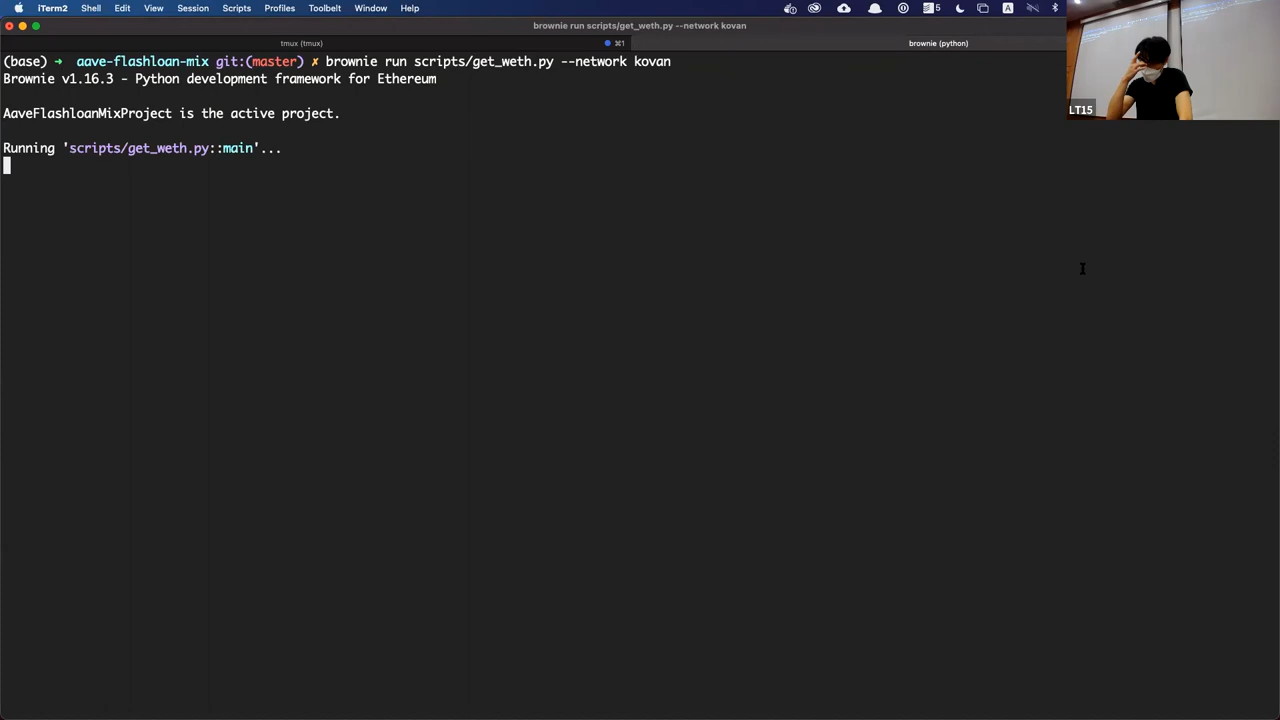 iTerm2 Shell Edit View Session Scripts Profiles Toolbelt Window Help 5 A
brownie run scripts/get_weth.py --network kovan
tmux (tmux) ⌘1 brownie (python)
(base) ➜ aave-flashloan-mix git:(master) ✗ brownie run scripts/get_weth.py --network kovan
Brownie v1.16.3 - Python development framework for Ethereum
AaveFlashloanMixProject is the active project.
Running 'scripts/get_weth.py::main'...
LT15